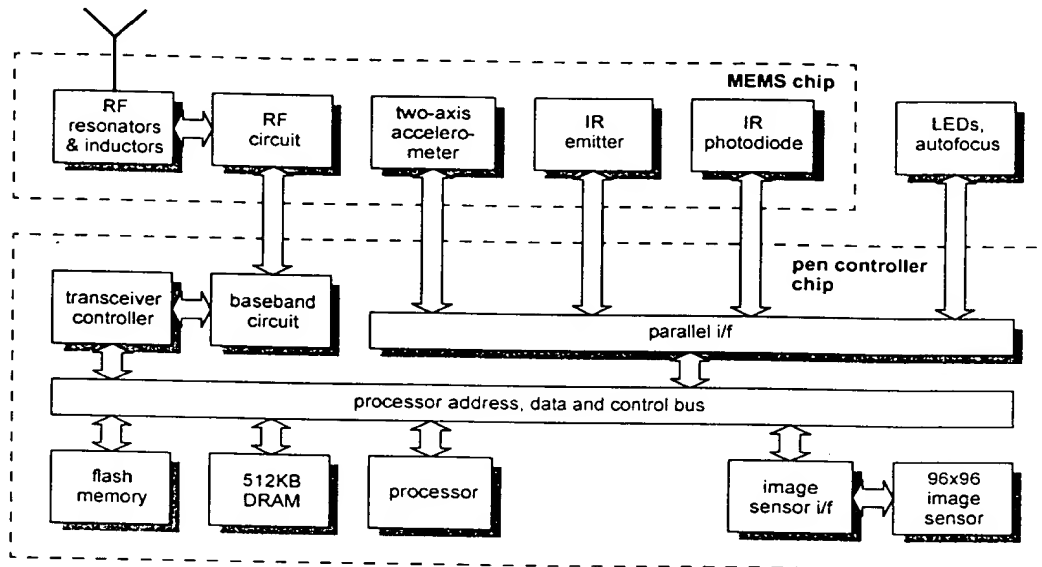 MEMS chip
RF
resonators
& inductors
RF
circuit
two-axis
accelero-
meter
IR
emitter
IR
photodiode
LEDs,
autofocus
pen controller
chip
transceiver
controller
baseband
circuit
parallel i/f
processor address, data and control bus
flash
memory
512KB
DRAM
processor
image
sensor i/f
96x96
image
sensor